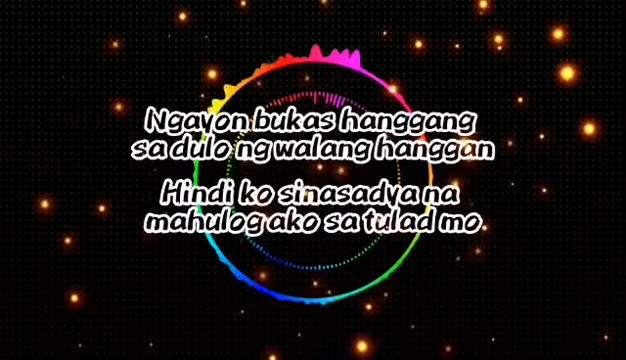 Ngayon bukas hanggang
sa dulo ng walang hanggan
Hindi ko sinasadya na
mahulog ako sa tulad mo